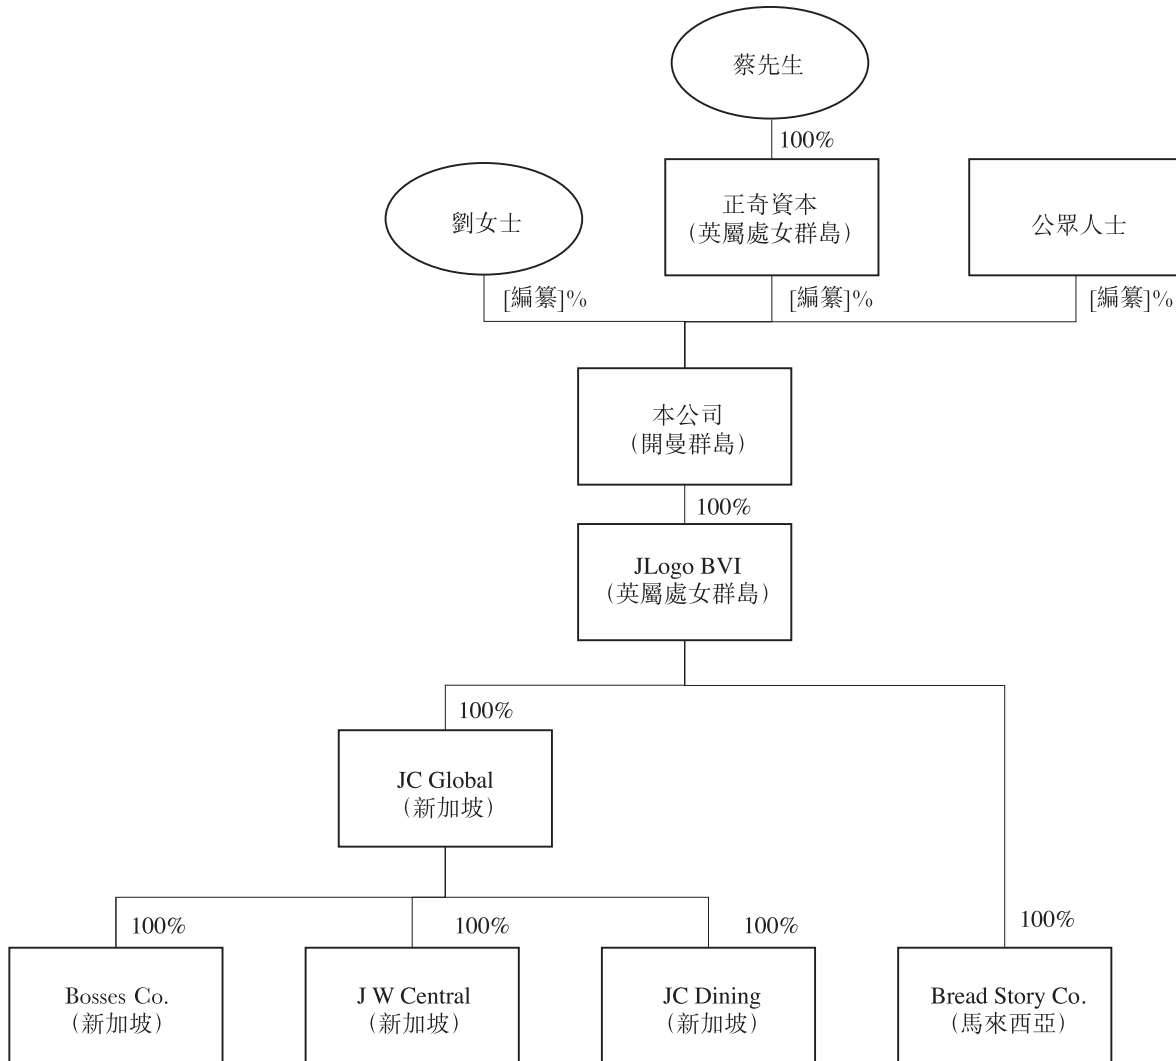 蔡先生
100%
劉女士
正奇資本
(英屬處女群島)
公眾人士
[編纂]%
[編纂]%
[編纂]%
本公司
(開曼群島)
100%
JLogo BVI
(英屬處女群島)
100%
JC Global
(新加坡)
100%
100%
100%
100%
Bosses Co.
(新加坡)
J W Central
(新加坡)
JC Dining
(新加坡)
Bread Story Co.
(馬來西亞)